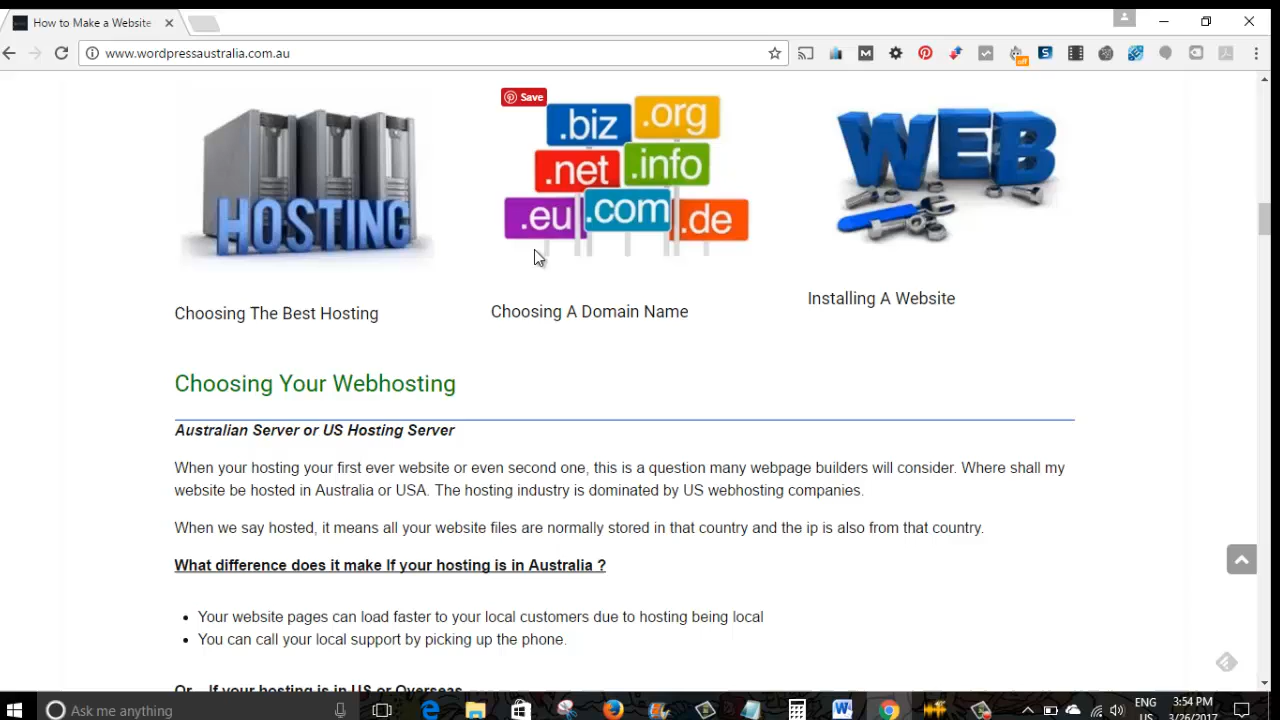 How to Make a Website
www.wordpressaustralia.com.au
Save
.biz .org
.net .info
.eu .com .de
HOSTING
WEB
Choosing The Best Hosting
Choosing A Domain Name
Installing A Website
Choosing Your Webhosting
Australian Server or US Hosting Server
When your hosting your first ever website or even second one, this is a question many webpage builders will consider. Where shall my
website be hosted in Australia or USA. The hosting industry is dominated by US webhosting companies.
When we say hosted, it means all your website files are normally stored in that country and the ip is also from that country.
What difference does it make If your hosting is in Australia ?
• Your website pages can load faster to your local customers due to hosting being local
• You can call your local support by picking up the phone.
Or.. If your hosting is in US or Overseas
Ask me anything
ENG
US
3:54 PM
3/26/2017